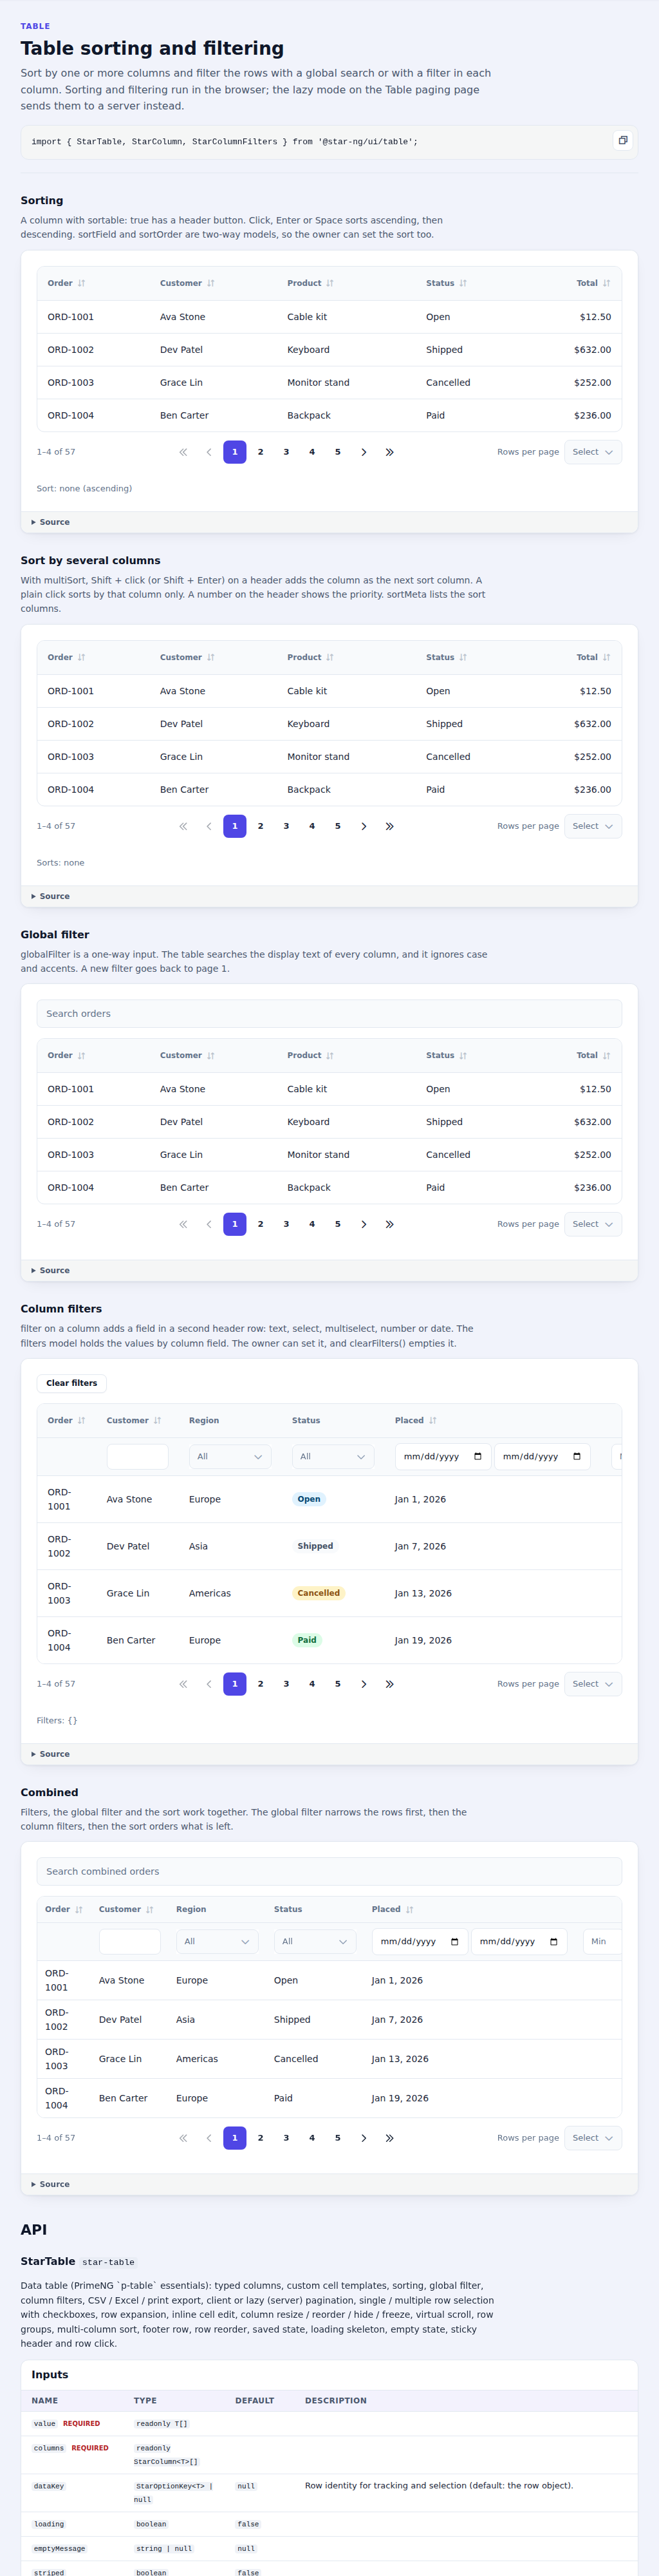 TABLE
Table sorting and filtering
Sort by one or more columns and filter the rows with a global search or with a filter in each
column. Sorting and filtering run in the browser; the lazy mode on the Table paging page
sends them to a server instead.
import { StarTable, StarColumn, StarColumnFilters } from '@star-ng/ui/table';
Sorting
A column with sortable: true has a header button. Click, Enter or Space sorts ascending, then
descending. sortField and sortOrder are two-way models, so the owner can set the sort too.
Order Customer Product Status Total
ORD-1001 Ava Stone Cable kit Open $12.50
ORD-1002 Dev Patel Keyboard Shipped $632.00
ORD-1003 Grace Lin Monitor stand Cancelled $252.00
ORD-1004 Ben Carter Backpack Paid $236.00
1–4 of 57 1 2 3 4 5 Rows per page Select
Sort: none (ascending)
Source
Sort by several columns
With multiSort, Shift + click (or Shift + Enter) on a header adds the column as the next sort column. A
plain click sorts by that column only. A number on the header shows the priority. sortMeta lists the sort
columns.
Order Customer Product Status Total
ORD-1001 Ava Stone Cable kit Open $12.50
ORD-1002 Dev Patel Keyboard Shipped $632.00
ORD-1003 Grace Lin Monitor stand Cancelled $252.00
ORD-1004 Ben Carter Backpack Paid $236.00
1–4 of 57 1 2 3 4 5 Rows per page Select
Sorts: none
Source
Global filter
globalFilter is a one-way input. The table searches the display text of every column, and it ignores case
and accents. A new filter goes back to page 1.
Search orders
Order Customer Product Status Total
ORD-1001 Ava Stone Cable kit Open $12.50
ORD-1002 Dev Patel Keyboard Shipped $632.00
ORD-1003 Grace Lin Monitor stand Cancelled $252.00
ORD-1004 Ben Carter Backpack Paid $236.00
1–4 of 57 1 2 3 4 5 Rows per page Select
Source
Column filters
filter on a column adds a field in a second header row: text, select, multiselect, number or date. The
filters model holds the values by column field. The owner can set it, and clearFilters() empties it.
Clear filters
Order Customer Region Status Placed
All All mm/dd/yyyy mm/dd/yyyy
ORD-
1001 Ava Stone Europe Open Jan 1, 2026
ORD-
1002 Dev Patel Asia Shipped Jan 7, 2026
ORD-
1003 Grace Lin Americas Cancelled Jan 13, 2026
ORD-
1004 Ben Carter Europe Paid Jan 19, 2026
1–4 of 57 1 2 3 4 5 Rows per page Select
Filters: {}
Source
Combined
Filters, the global filter and the sort work together. The global filter narrows the rows first, then the
column filters, then the sort orders what is left.
Search combined orders
Order Customer Region Status Placed
All All mm/dd/yyyy mm/dd/yyyy Min
ORD-
1001 Ava Stone Europe Open Jan 1, 2026
ORD-
1002 Dev Patel Asia Shipped Jan 7, 2026
ORD-
1003 Grace Lin Americas Cancelled Jan 13, 2026
ORD-
1004 Ben Carter Europe Paid Jan 19, 2026
1–4 of 57 1 2 3 4 5 Rows per page Select
Source
API
StarTable star-table
Data table (PrimeNG `p-table` essentials): typed columns, custom cell templates, sorting, global filter,
column filters, CSV / Excel / print export, client or lazy (server) pagination, single / multiple row selection
with checkboxes, row expansion, inline cell edit, column resize / reorder / hide / freeze, virtual scroll, row
groups, multi-column sort, footer row, row reorder, saved state, loading skeleton, empty state, sticky
header and row click.
Inputs
NAME TYPE DEFAULT DESCRIPTION
value REQUIRED readonly T[]
columns REQUIRED readonly
StarColumn<T>[]
dataKey StarOptionKey<T> | null Row identity for tracking and selection (default: the row object).
null
loading boolean false
emptyMessage string | null null
striped boolean false